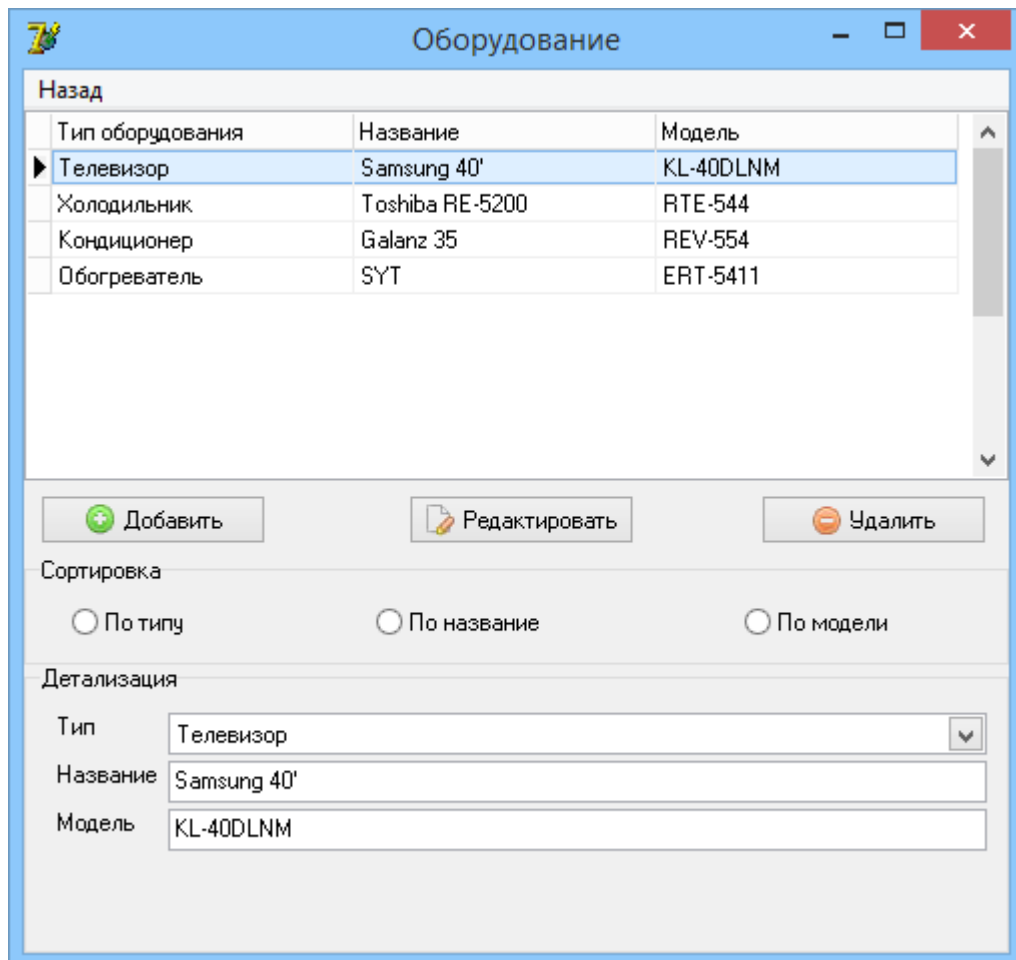 Оборудование
Назад
Тип оборудования Название Модель
Телевизор Samsung 40' KL-40DLNM
Холодильник Toshiba RE-5200 RTE-544
Кондиционер Galanz 35 REV-554
Обогреватель SYT ERT-5411
Добавить Редактировать Удалить
Сортировка
По типу По название По модели
Детализация
Тип Телевизор
Название Samsung 40'
Модель KL-40DLNM